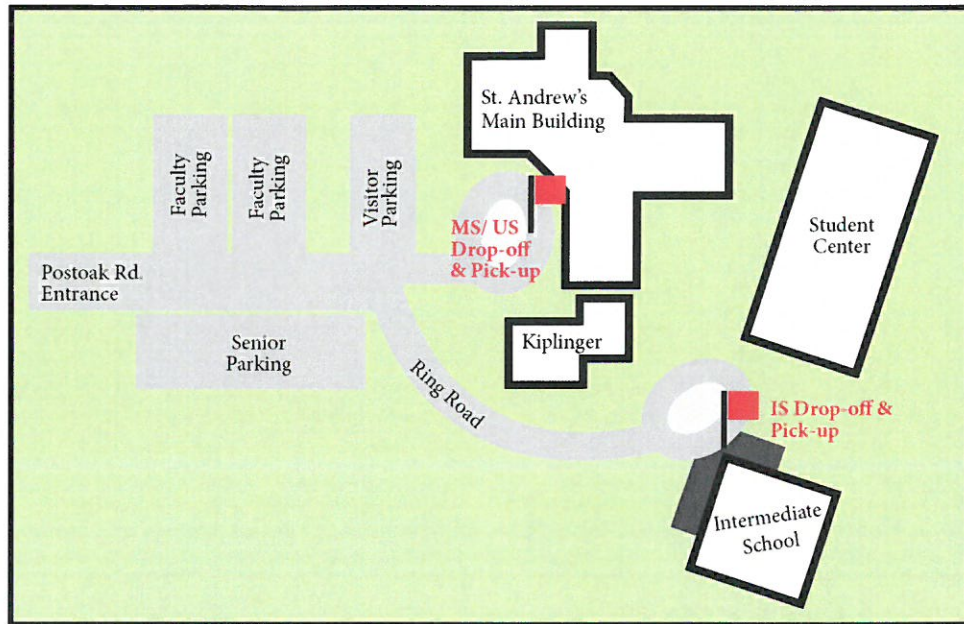 St. Andrew's
Main Building
Faculty
Parking
Faculty
Parking
Visitor
Parking
MS/ US
Drop-off
& Pick-up
Student
Center
Postoak Rd.
Entrance
Senior
Parking
Kiplinger
Ring Road
IS Drop-off &
Pick-up
Intermediate
School